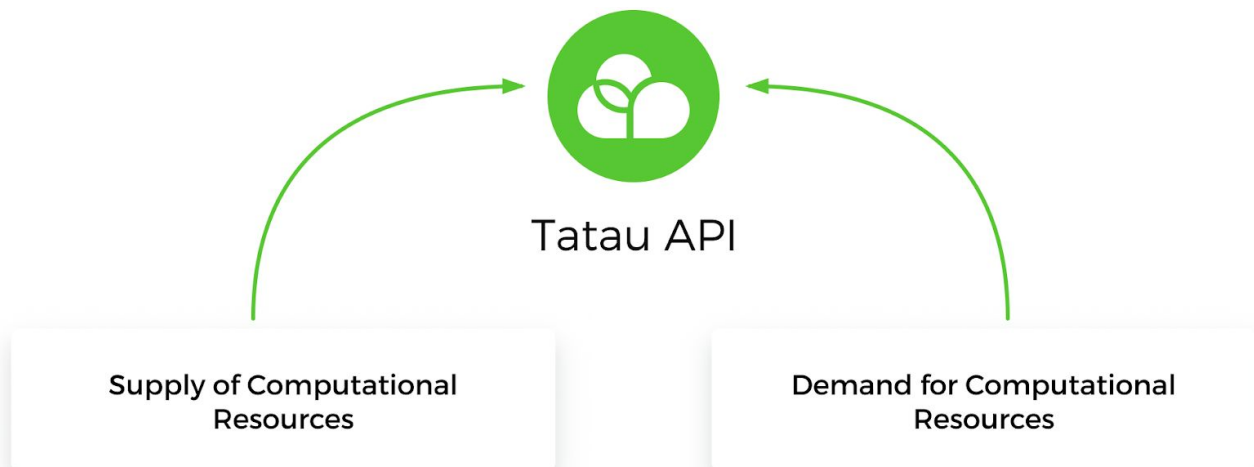 Tatau API
Supply of Computational
Resources
Demand for Computational
Resources